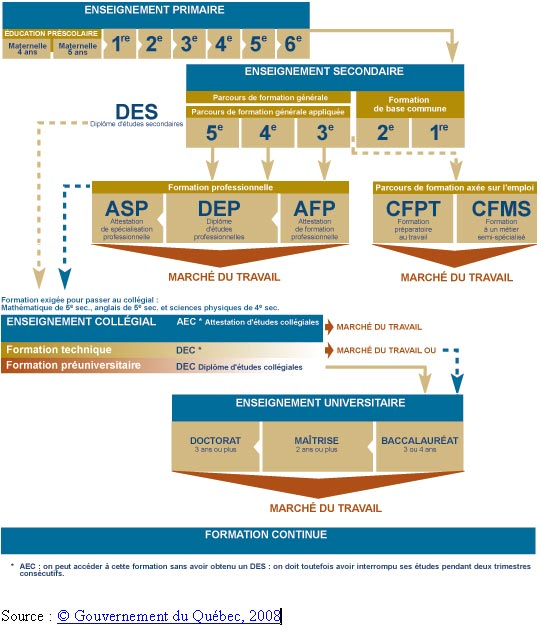 ENSEIGNEMENT PRIMAIRE
ÉDUCATION PRÉSCOLAIRE
Maternelle 4 ans
Maternelle 5 ans
1re 2e 3e 4e 5e 6e
ENSEIGNEMENT SECONDAIRE
Parcours de formation générale
Parcours de formation générale appliquée
Formation de base commune
DES
Diplôme d'études secondaires
5e 4e 3e 2e 1re
Formation professionnelle
ASP
Attestation de spécialisation professionnelle
DEP
Diplôme d'études professionnelles
AFP
Attestation de formation professionnelle
MARCHÉ DU TRAVAIL
Parcours de formation axée sur l'emploi
CFPT
Formation préparatoire au travail
CFMS
Formation à un métier semi-spécialisé
MARCHÉ DU TRAVAIL
Formation exigée pour passer au collégial :
Mathématique de 5e sec., anglais de 5e sec. et sciences physiques de 4e sec.
ENSEIGNEMENT COLLÉGIAL AEC * Attestation d'études collégiales MARCHÉ DU TRAVAIL
Formation technique DEC * MARCHÉ DU TRAVAIL OU
Formation préuniversitaire DEC Diplôme d'études collégiales
ENSEIGNEMENT UNIVERSITAIRE
DOCTORAT
3 ans ou plus
MAÎTRISE
2 ans ou plus
BACCALAURÉAT
3 ou 4 ans
MARCHÉ DU TRAVAIL
FORMATION CONTINUE
* AEC : on peut accéder à cette formation sans avoir obtenu un DES : on doit toutefois avoir interrompu ses études pendant deux trimestres
consécutifs.
Source : © Gouvernement du Québec, 2008